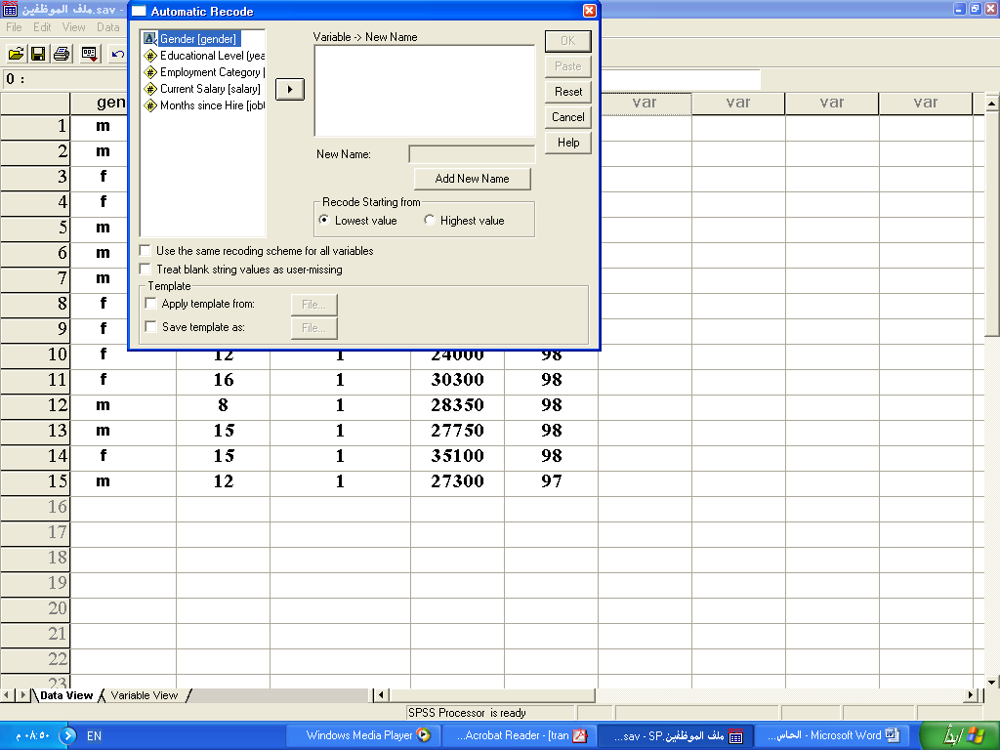 ملف الموظفين.sav -
Automatic Recode
File Edit View Data
0 :
gen var var var var
Gender [gender]
Educational Level [yea
Employment Category [
Current Salary [salary]
Months since Hire [jobt
Variable -> New Name
OK
Paste
Reset
Cancel
Help
New Name:
Add New Name
Recode Starting from
Lowest value Highest value
Use the same recoding scheme for all variables
Treat blank string values as user-missing
Template
Apply template from: File...
Save template as: File...
1 m
2 m
3 f
4 f
5 m
6 m
7 m
8 f
9 f
10 f 12 1 24000 98
11 f 16 1 30300 98
12 m 8 1 28350 98
13 m 15 1 27750 98
14 f 15 1 35100 98
15 m 12 1 27300 97
16
17
18
19
20
21
22
23
Data View Variable View
SPSS Processor is ready
٠٨:٥٠ م EN Windows Media Player ...Acrobat Reader - [tran ...sav - SP.ملف الموظفين ...الحاس - Microsoft Word ابدأ